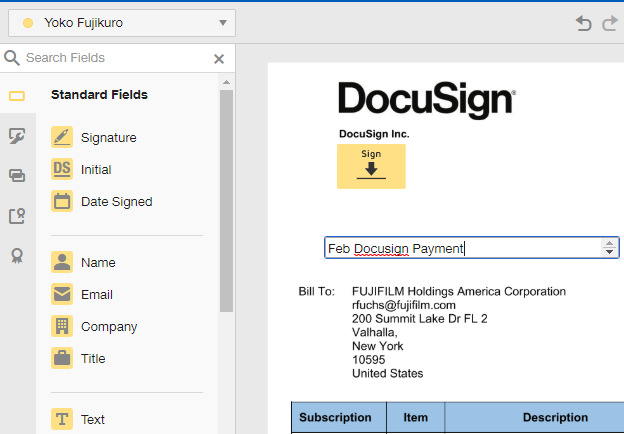 Yoko Fujikuro
Search Fields
Standard Fields
Signature
DS Initial
Date Signed
Name
Email
Company
Title
T Text
DocuSign®
DocuSign Inc.
Sign
Feb Docusign Payment
Bill To: FUJIFILM Holdings America Corporation
rfuchs@fujifilm.com
200 Summit Lake Dr FL 2
Valhalla,
New York
10595
United States
Subscription Item Description